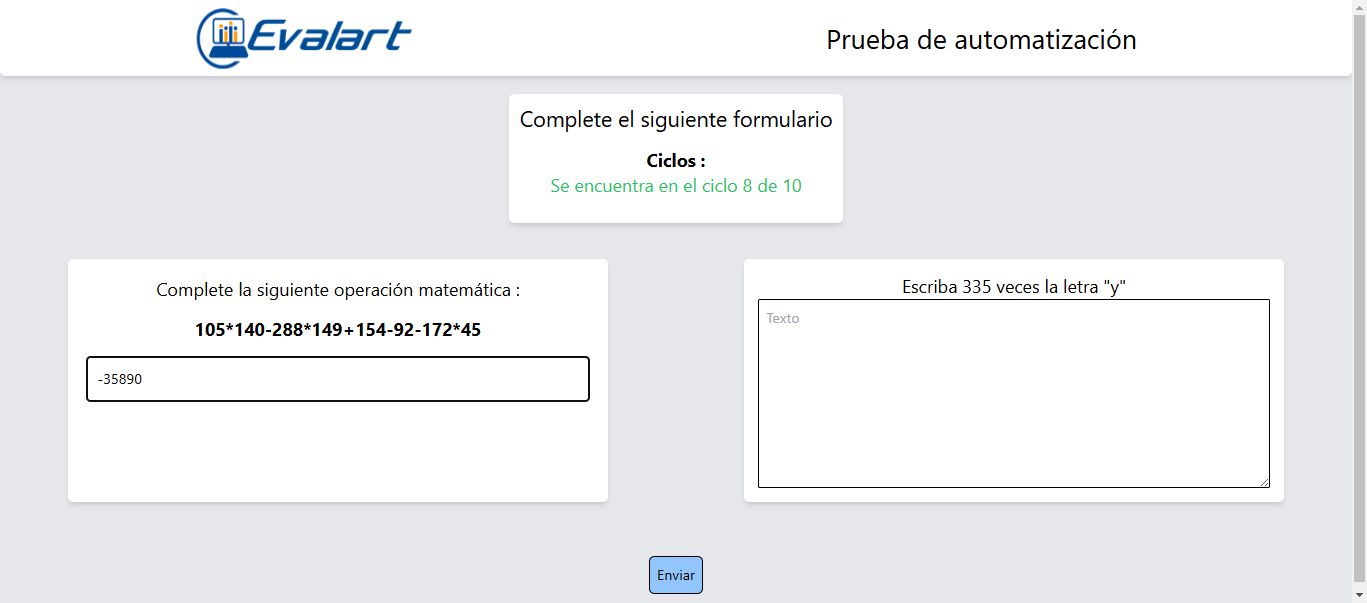 Evalart
Prueba de automatización
Complete el siguiente formulario
Ciclos :
Se encuentra en el ciclo 8 de 10
Complete la siguiente operación matemática :
105*140-288*149+154-92-172*45
-35890
Escriba 335 veces la letra "y"
Texto
Enviar